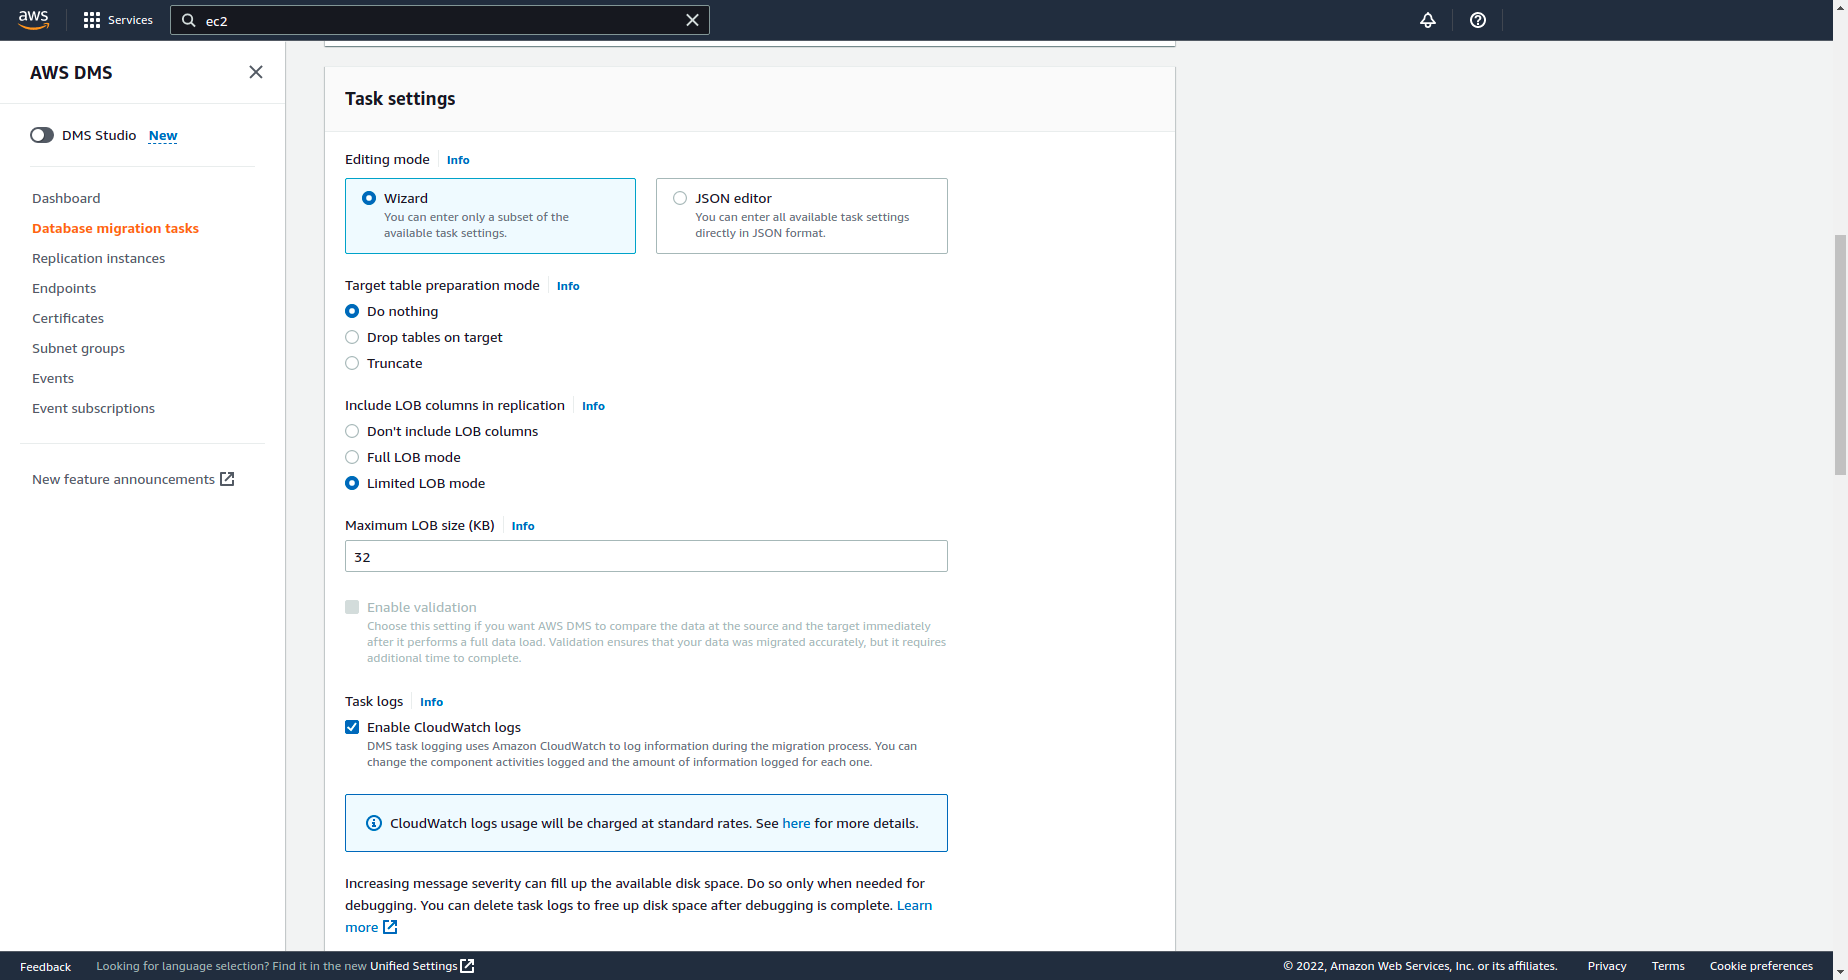 aws
Services
ec2
AWS DMS
DMS Studio New
Dashboard
Database migration tasks
Replication instances
Endpoints
Certificates
Subnet groups
Events
Event subscriptions
New feature announcements
Task settings
Editing mode Info
Wizard
You can enter only a subset of the
available task settings.
JSON editor
You can enter all available task settings
directly in JSON format.
Target table preparation mode Info
Do nothing
Drop tables on target
Truncate
Include LOB columns in replication Info
Don't include LOB columns
Full LOB mode
Limited LOB mode
Maximum LOB size (KB) Info
32
Enable validation
Choose this setting if you want AWS DMS to compare the data at the source and the target immediately
after it performs a full data load. Validation ensures that your data was migrated accurately, but it requires
additional time to complete.
Task logs Info
Enable CloudWatch logs
DMS task logging uses Amazon CloudWatch to log information during the migration process. You can
change the component activities logged and the amount of information logged for each one.
CloudWatch logs usage will be charged at standard rates. See here for more details.
Increasing message severity can fill up the available disk space. Do so only when needed for
debugging. You can delete task logs to free up disk space after debugging is complete. Learn
more
Feedback Looking for language selection? Find it in the new Unified Settings © 2022, Amazon Web Services, Inc. or its affiliates. Privacy Terms Cookie preferences